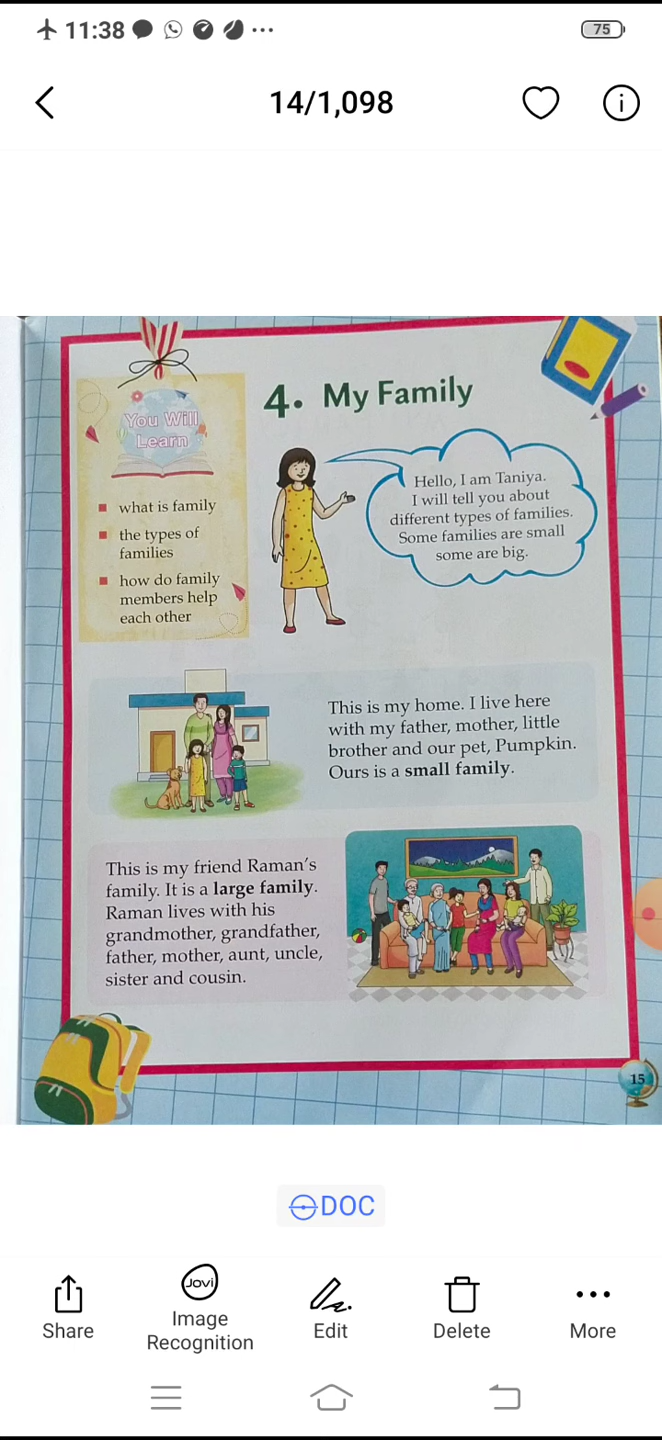 11:38
75
14/1,098
4. My Family
You Will
Learn
what is family
the types of
families
how do family
members help
each other
Hello, I am Taniya.
I will tell you about
different types of families.
Some families are small
some are big.
This is my home. I live here
with my father, mother, little
brother and our pet, Pumpkin.
Ours is a small family.
This is my friend Raman's
family. It is a large family.
Raman lives with his
grandmother, grandfather,
father, mother, aunt, uncle,
sister and cousin.
15
DOC
Share
Jovi
Image
Recognition
Edit
Delete
More